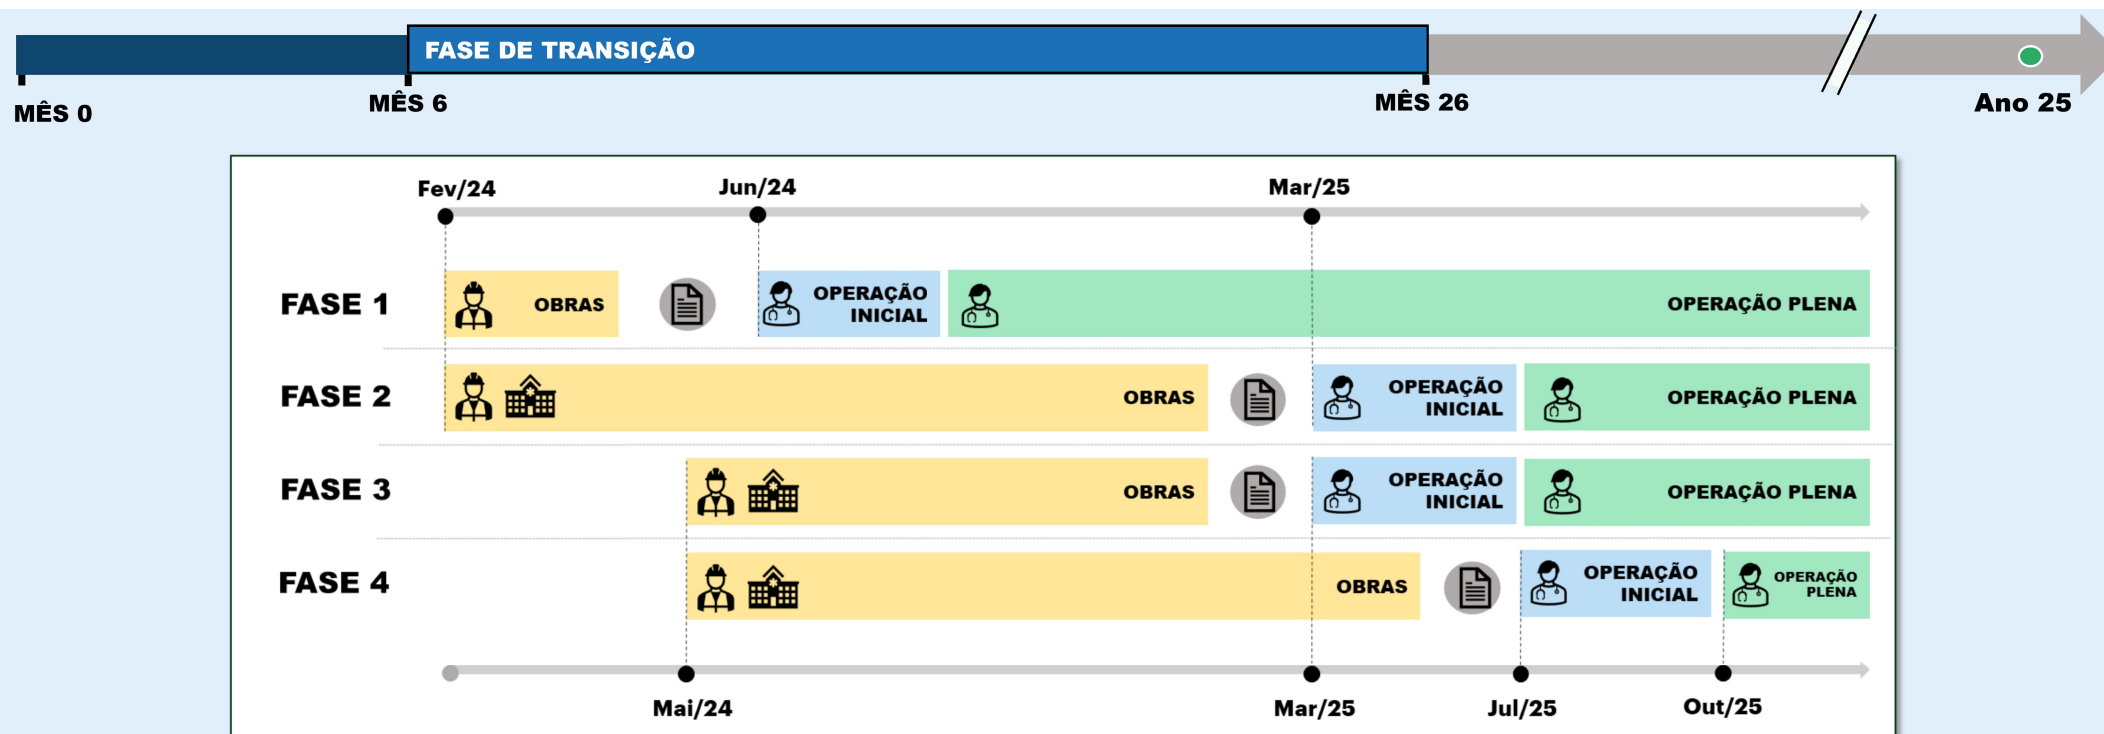 FASE DE TRANSIÇÃO
MÊS 0
MÊS 6
MÊS 26
Ano 25
Fev/24
Jun/24
Mar/25
FASE 1
OBRAS
OPERAÇÃO
INICIAL
OPERAÇÃO PLENA
FASE 2
OBRAS
OPERAÇÃO
INICIAL
OPERAÇÃO PLENA
FASE 3
OBRAS
OPERAÇÃO
INICIAL
OPERAÇÃO PLENA
FASE 4
OBRAS
OPERAÇÃO
INICIAL
OPERAÇÃO
PLENA
Mai/24
Mar/25
Jul/25
Out/25